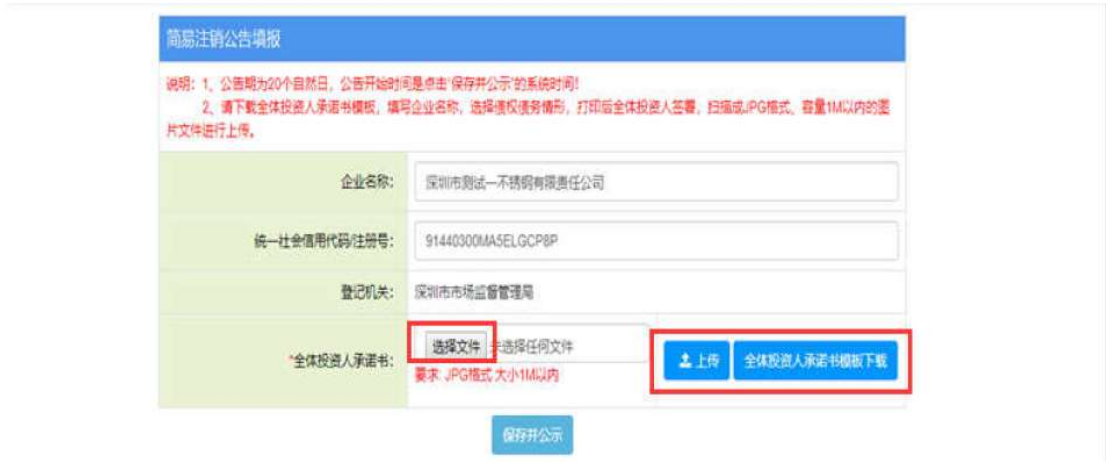 简易注销公告填报
说明：1、公告期为20个自然日，公告开始时间是点击'保存并公示'的系统时间!
2、请下载全体投资人承诺书模板，填写企业名称，选择债权债务情形，打印后全体投资人签署，扫描成JPG格式、容量1M以内的图
片文件进行上传。
企业名称：
深圳市测试一不锈钢有限责任公司
统一社会信用代码/注册号：
91440300MA5ELGCP8P
登记机关：
深圳市市场监督管理局
*全体投资人承诺书：
选择文件 未选择任何文件
要求: JPG格式 大小1M以内
上传
全体投资人承诺书模板下载
保存并公示